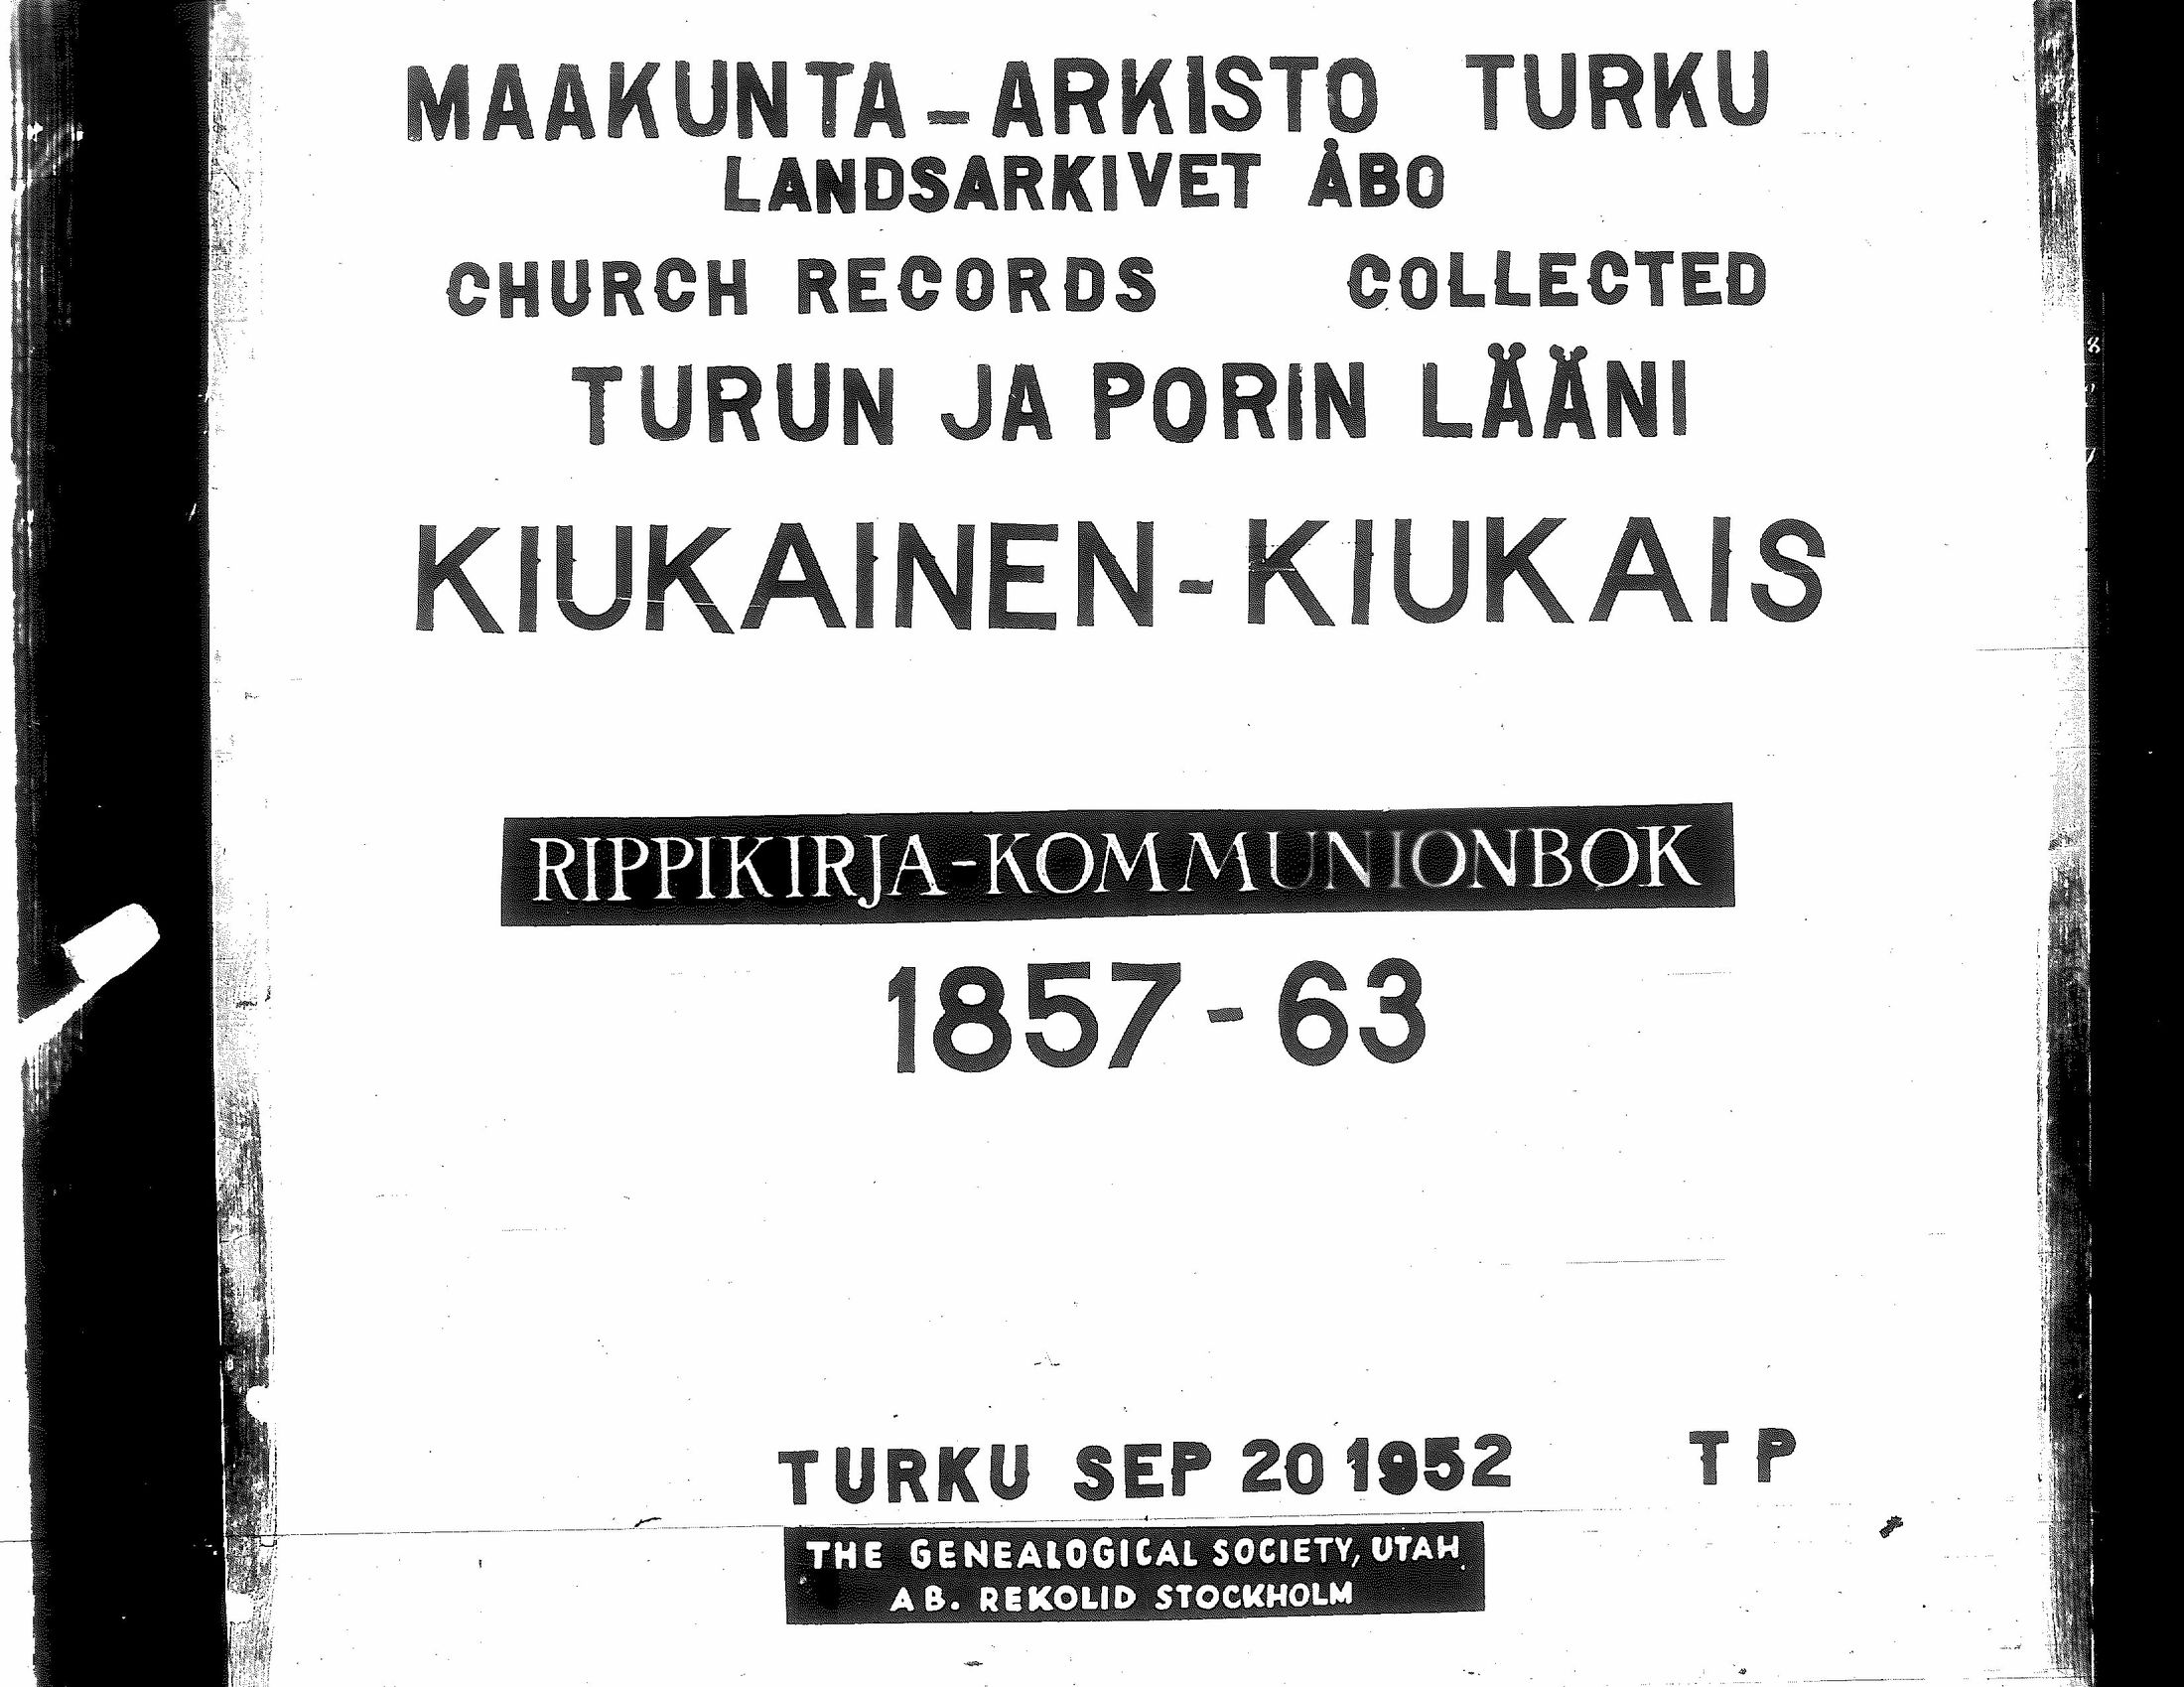 MAAKUNTA-ARKISTO TURKU
LANDSARKIVET ÅBO
CHURCH RECORDS COLLECTED
TURUN JA PORIN LÄÄNI
KIUKAINEN-KIUKAIS
RIPPIKIRJA-KOMMUNIONBOK
1857-63
TURKU SEP 20 1952 T P
THE GENEALOGICAL SOCIETY, UTAH
AB. REKOLID STOCKHOLM